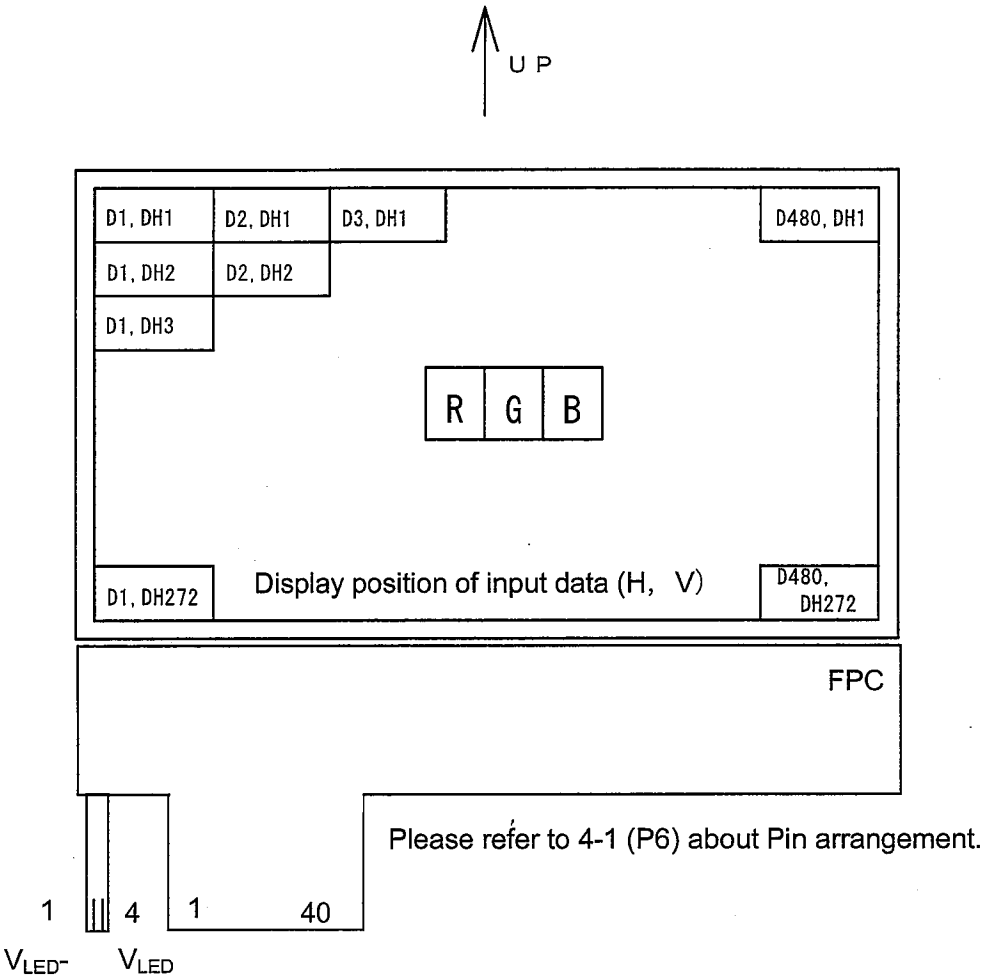 U P
D1, DH1 D2, DH1 D3, DH1 D480, DH1
D1, DH2 D2, DH2
D1, DH3
R G B
D1, DH272 Display position of input data (H, V) D480, DH272
FPC
Please refer to 4-1 (P6) about Pin arrangement.
1 4 1 40
VLED- VLED